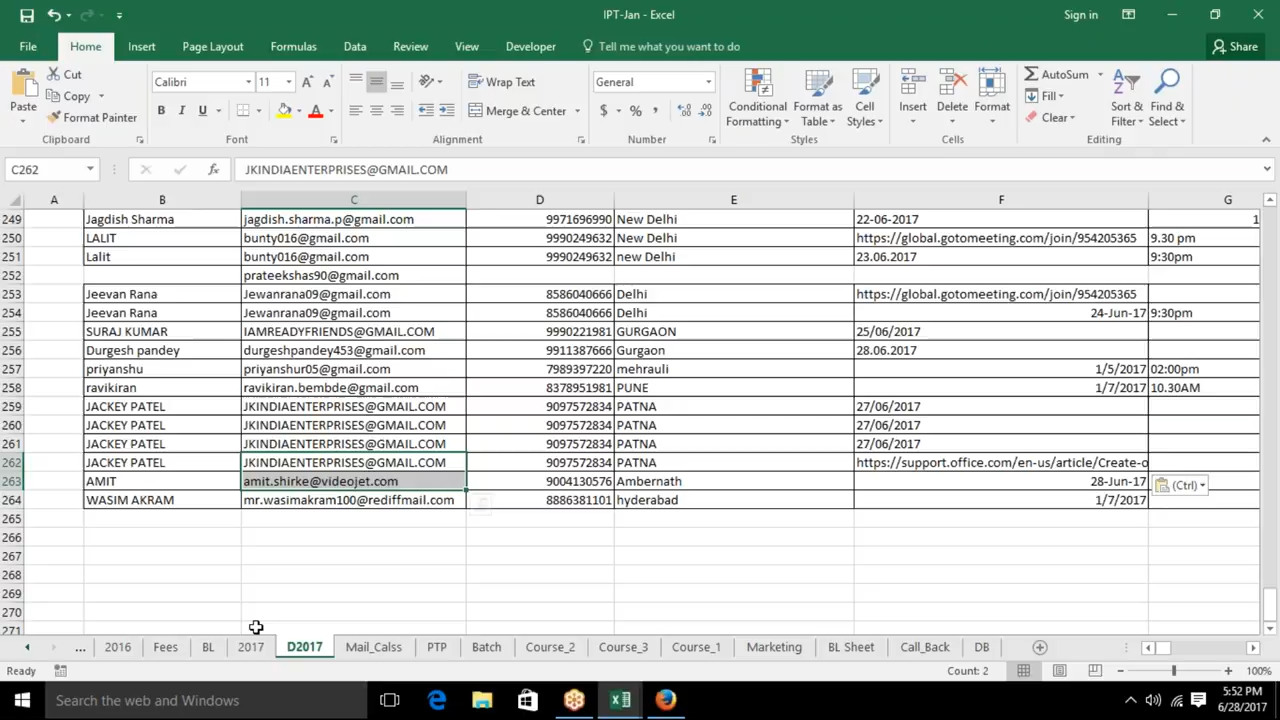 IPT-Jan - Excel
Sign in
File Home Insert Page Layout Formulas Data Review View Developer Tell me what you want to do Share
Paste Cut Copy Format Painter Clipboard
Calibri 11 B I U A Font
Wrap Text Merge & Center Alignment
General $ % , Number
Conditional Formatting Format as Table Cell Styles Styles
Insert Delete Format Cells
AutoSum Fill Clear Sort & Filter Find & Select Editing
C262 fx JKINDIAENTERPRISES@GMAIL.COM
A B C D E F G
249 Jagdish Sharma jagdish.sharma.p@gmail.com 9971696990 New Delhi 22-06-2017 1
250 LALIT bunty016@gmail.com 9990249632 New Delhi https://global.gotomeeting.com/join/954205365 9.30 pm
251 Lalit bunty016@gmail.com 9990249632 new Delhi 23.06.2017 9:30pm
252 prateekshas90@gmail.com
253 Jeevan Rana Jewanrana09@gmail.com 8586040666 Delhi https://global.gotomeeting.com/join/954205365
254 Jeevan Rana Jewanrana09@gmail.com 8586040666 Delhi 24-Jun-17 9:30pm
255 SURAJ KUMAR IAMREADYFRIENDS@GMAIL.COM 9990221981 GURGAON 25/06/2017
256 Durgesh pandey durgeshpandey453@gmail.com 9911387666 Gurgaon 28.06.2017
257 priyanshu priyanshur05@gmail.com 7989397220 mehrauli 1/5/2017 02:00pm
258 ravikiran ravikiran.bembde@gmail.com 8378951981 PUNE 1/7/2017 10.30AM
259 JACKEY PATEL JKINDIAENTERPRISES@GMAIL.COM 9097572834 PATNA 27/06/2017
260 JACKEY PATEL JKINDIAENTERPRISES@GMAIL.COM 9097572834 PATNA 27/06/2017
261 JACKEY PATEL JKINDIAENTERPRISES@GMAIL.COM 9097572834 PATNA 27/06/2017
262 JACKEY PATEL JKINDIAENTERPRISES@GMAIL.COM 9097572834 PATNA https://support.office.com/en-us/article/Create-o
263 AMIT amit.shirke@videojet.com 9004130576 Ambernath 28-Jun-17 (Ctrl)
264 WASIM AKRAM mr.wasimakram100@rediffmail.com 8886381101 hyderabad 1/7/2017
265
266
267
268
269
270
271
... 2016 Fees BL 2017 D2017 Mail_Calss PTP Batch Course_2 Course_3 Course_1 Marketing BL Sheet Call_Back DB
Ready Count: 2 100%
Search the web and Windows 5:52 PM
6/28/2017